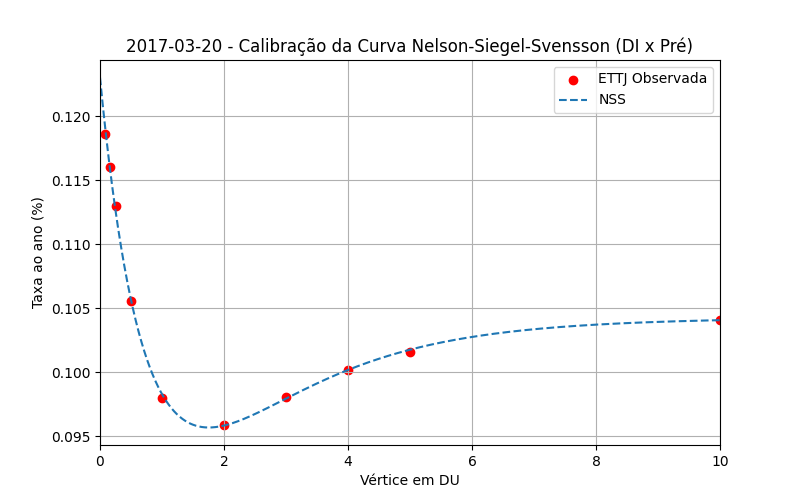 2017-03-20 - Calibração da Curva Nelson-Siegel-Svensson (DI x Pré)
ETTJ Observada
NSS
Taxa ao ano (%)
0.120
0.115
0.110
0.105
0.100
0.095
0 2 4 6 8 10
Vértice em DU